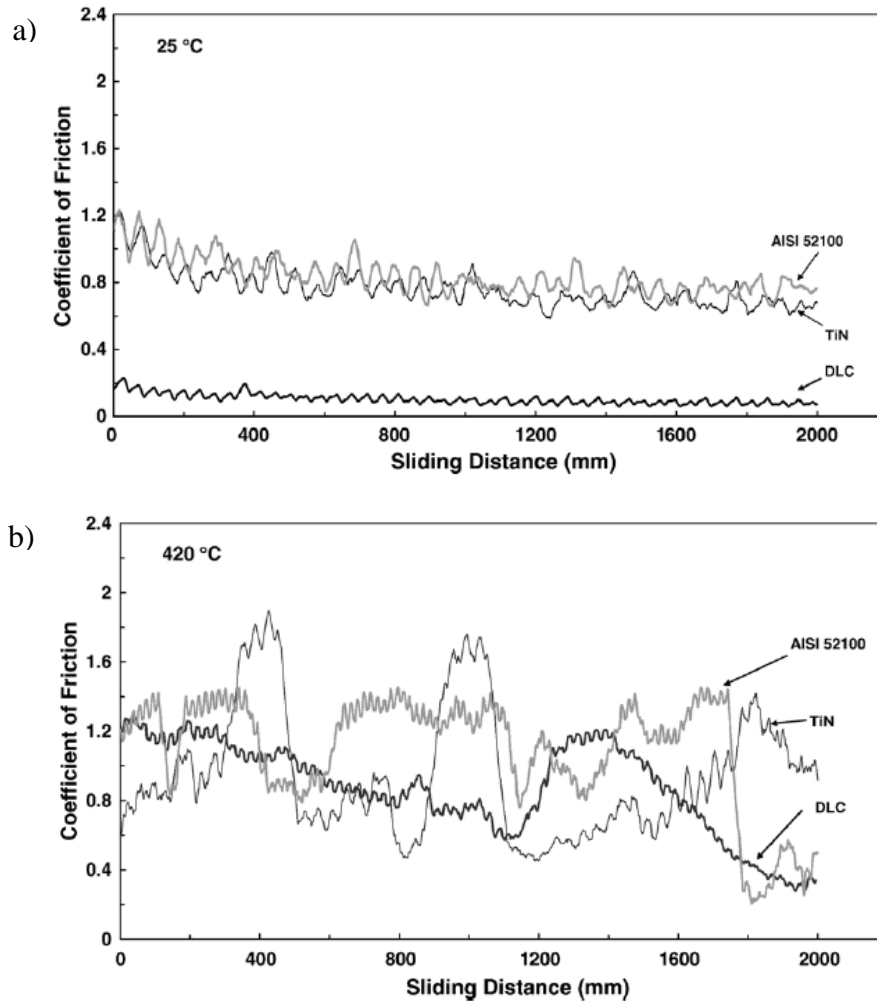 a)
25 °C
2.4
2
1.6
1.2
0.8
0.4
0
Coefficient of Friction
AISI 52100
TiN
DLC
0 400 800 1200 1600 2000
Sliding Distance (mm)
b)
420 °C
2.4
2
1.6
1.2
0.8
0.4
0
Coefficient of Friction
AISI 52100
TiN
DLC
0 400 800 1200 1600 2000
Sliding Distance (mm)